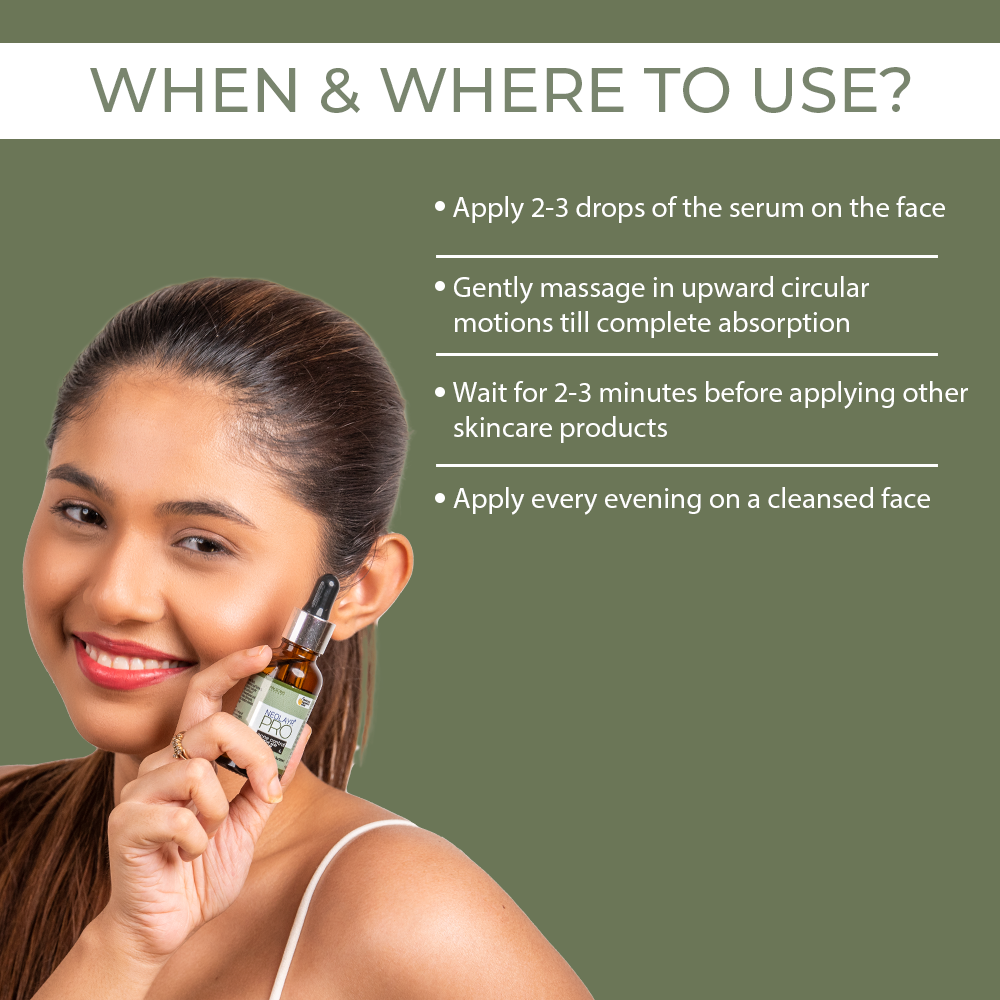 WHEN & WHERE TO USE?
• Apply 2-3 drops of the serum on the face
• Gently massage in upward circular
motions till complete absorption
• Wait for 2-3 minutes before applying other
skincare products
• Apply every evening on a cleansed face
NEOLAYR
PRO